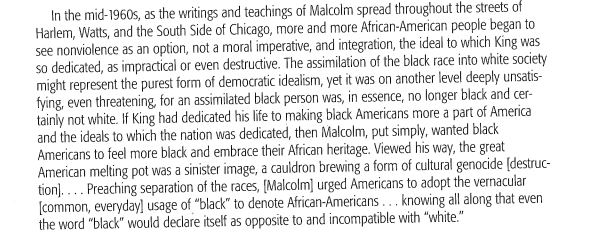 In the mid-1960s, as the writings and teachings of Malcolm spread throughout the streets of
Harlem, Watts, and the South Side of Chicago, more and more African-American people began to
see nonviolence as an option, not a moral imperative, and integration, the ideal to which King was
so dedicated, as impractical or even destructive. The assimilation of the black race into white society
might represent the purest form of democratic idealism, yet it was on another level deeply unsatis-
fying, even threatening, for an assimilated black person was, in essence, no longer black and cer-
tainly not white. If King had dedicated his life to making black Americans more a part of America
and the ideals to which the nation was dedicated, then Malcolm, put simply, wanted black
Americans to feel more black and embrace their African heritage. Viewed his way, the great
American melting pot was a sinister image, a cauldron brewing a form of cultural genocide [destruc-
tion]. . . . Preaching separation of the races, [Malcolm] urged Americans to adopt the vernacular
[common, everyday] usage of "black" to denote African-Americans . . . knowing all along that even
the word "black" would declare itself as opposite to and incompatible with "white."